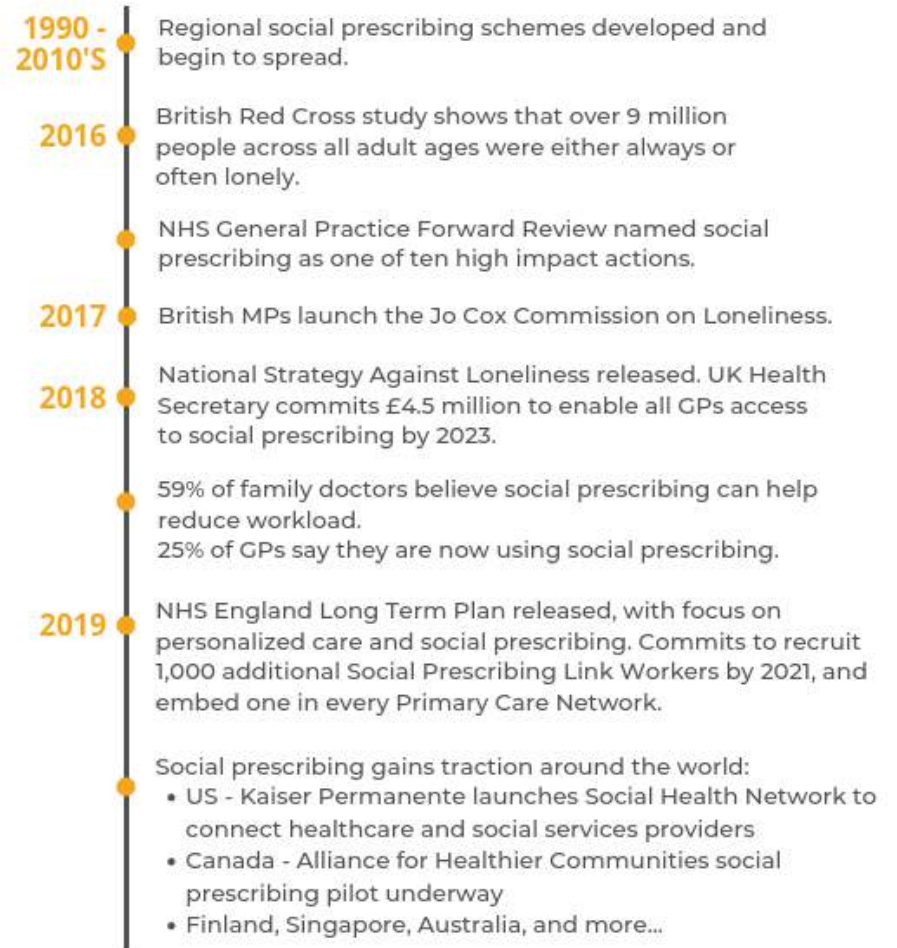 1990 -
2010'S
Regional social prescribing schemes developed and
begin to spread.
2016
British Red Cross study shows that over 9 million
people across all adult ages were either always or
often lonely.
NHS General Practice Forward Review named social
prescribing as one of ten high impact actions.
2017
British MPs launch the Jo Cox Commission on Loneliness.
2018
National Strategy Against Loneliness released. UK Health
Secretary commits £4.5 million to enable all GPs access
to social prescribing by 2023.
59% of family doctors believe social prescribing can help
reduce workload.
25% of GPs say they are now using social prescribing.
2019
NHS England Long Term Plan released, with focus on
personalized care and social prescribing. Commits to recruit
1,000 additional Social Prescribing Link Workers by 2021, and
embed one in every Primary Care Network.
Social prescribing gains traction around the world:
• US - Kaiser Permanente launches Social Health Network to
connect healthcare and social services providers
• Canada - Alliance for Healthier Communities social
prescribing pilot underway
• Finland, Singapore, Australia, and more...